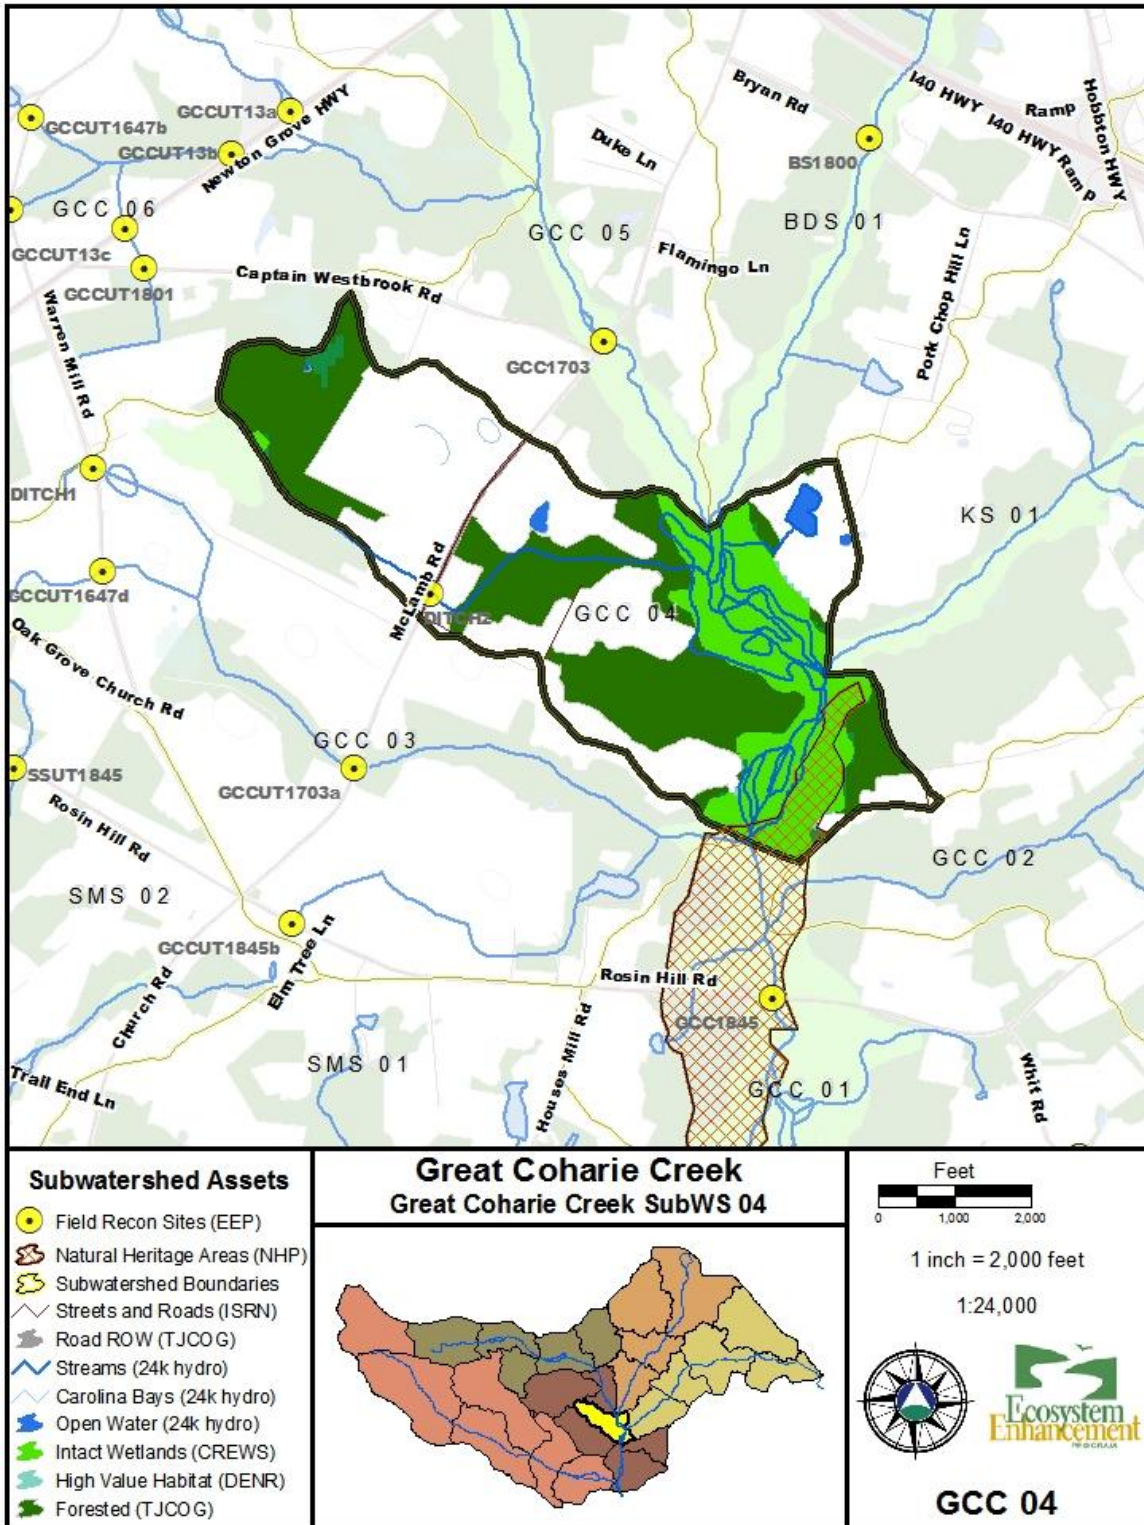 Bryan Rd
I40 HWY
I40 HWY
Ramp
Ramp
Hobbton HWY
GCCUT13a
GCCUT1647b
GCCUT13b
Newton Grove HWY
Duke Ln
BS1800
GCC 06
GCC 05
BDS 01
GCCUT13c
Flamingo Ln
GCCUT1801
Captain Westbrook Rd
Warren Mill Rd
Pork Chop Hill Ln
GCC1703
DITCH1
KS 01
GCCUT1647d
McLamb Rd
DITCH2
GCC 04
Oak Grove Church Rd
GCC 03
SSUT1845
GCCUT1703a
Rosin Hill Rd
GCC 02
SMS 02
GCCUT1845b
Elm Tree Ln
Rosin Hill Rd
Church Rd
GCC1845
SMS 01
Houses Mill Rd
Trail End Ln
GCC 01
Whit Rd
Subwatershed Assets
Field Recon Sites (EEP)
Natural Heritage Areas (NHP)
Subwatershed Boundaries
Streets and Roads (ISRN)
Road ROW (TJCOG)
Streams (24k hydro)
Carolina Bays (24k hydro)
Open Water (24k hydro)
Intact Wetlands (CREWS)
High Value Habitat (DENR)
Forested (TJCOG)
Great Coharie Creek
Great Coharie Creek SubWS 04
Feet
0 1,000 2,000
1 inch = 2,000 feet
1:24,000
Ecosystem
Enhancement
PROGRAM
GCC 04